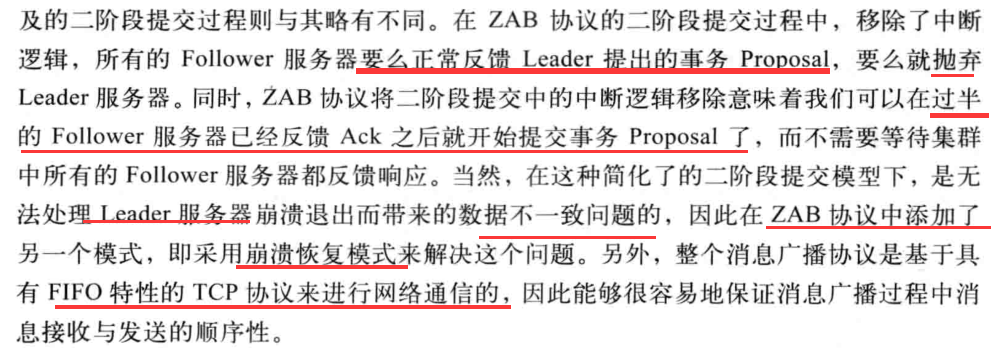 及的二阶段提交过程则与其略有不同。在 ZAB 协议的二阶段提交过程中，移除了中断
逻辑，所有的 Follower 服务器要么正常反馈 Leader 提出的事务 Proposal，要么就抛弃
Leader 服务器。同时，ZAB 协议将二阶段提交中的中断逻辑移除意味着我们可以在过半
的 Follower 服务器已经反馈 Ack 之后就开始提交事务 Proposal 了，而不需要等待集群
中所有的 Follower 服务器都反馈响应。当然，在这种简化了的二阶段提交模型下，是无
法处理 Leader 服务器崩溃退出而带来的数据不一致问题的，因此在 ZAB 协议中添加了
另一个模式，即采用崩溃恢复模式来解决这个问题。另外，整个消息广播协议是基于具
有 FIFO 特性的 TCP 协议来进行网络通信的，因此能够很容易地保证消息广播过程中消
息接收与发送的顺序性。